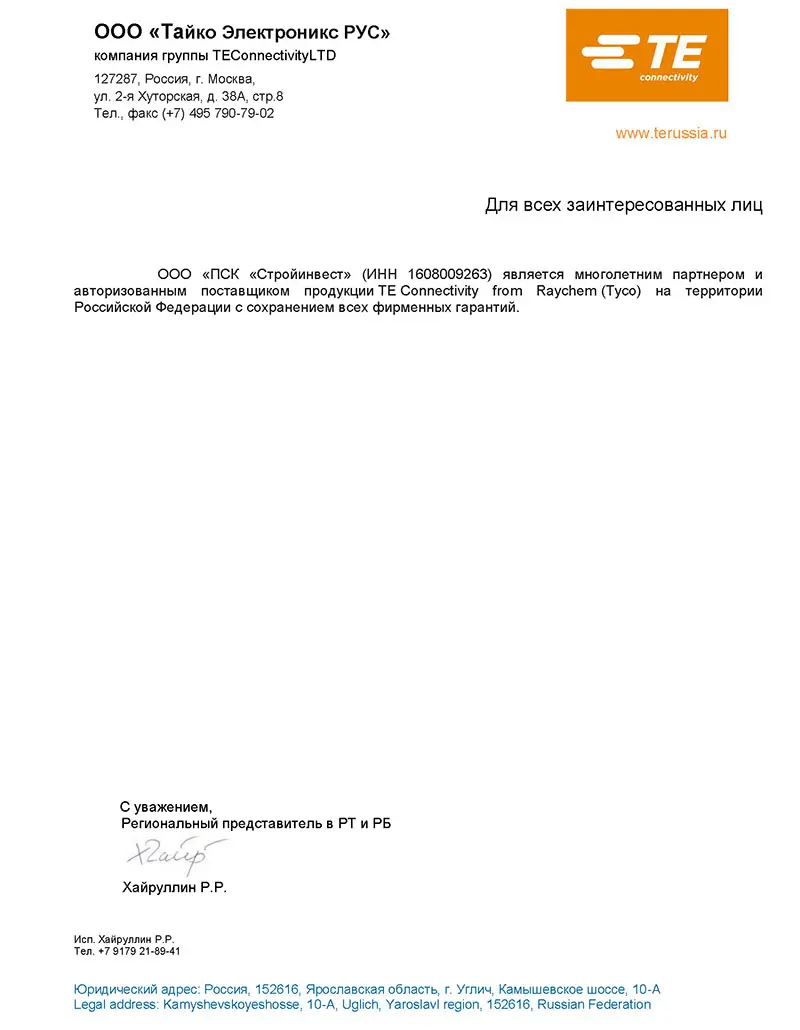 ООО «Тайко Электроникс РУС»
компания группы TEConnectivityLTD
127287, Россия, г. Москва,
ул. 2-я Хуторская, д. 38А, стр.8
Тел., факс (+7) 495 790-79-02
TE
connectivity
www.terussia.ru
Для всех заинтересованных лиц
ООО «ПСК «Стройинвест» (ИНН 1608009263) является многолетним партнером и
авторизованным поставщиком продукции TE Connectivity from Raychem (Tyco) на территории
Российской Федерации с сохранением всех фирменных гарантий.
С уважением,
Региональный представитель в РТ и РБ
Хайруллин Р.Р.
Исп. Хайруллин Р.Р.
Тел. +7 9179 21-89-41
Юридический адрес: Россия, 152616, Ярославская область, г. Углич, Камышевское шоссе, 10-А
Legal address: Kamyshevskoyeshosse, 10-A, Uglich, Yaroslavl region, 152616, Russian Federation